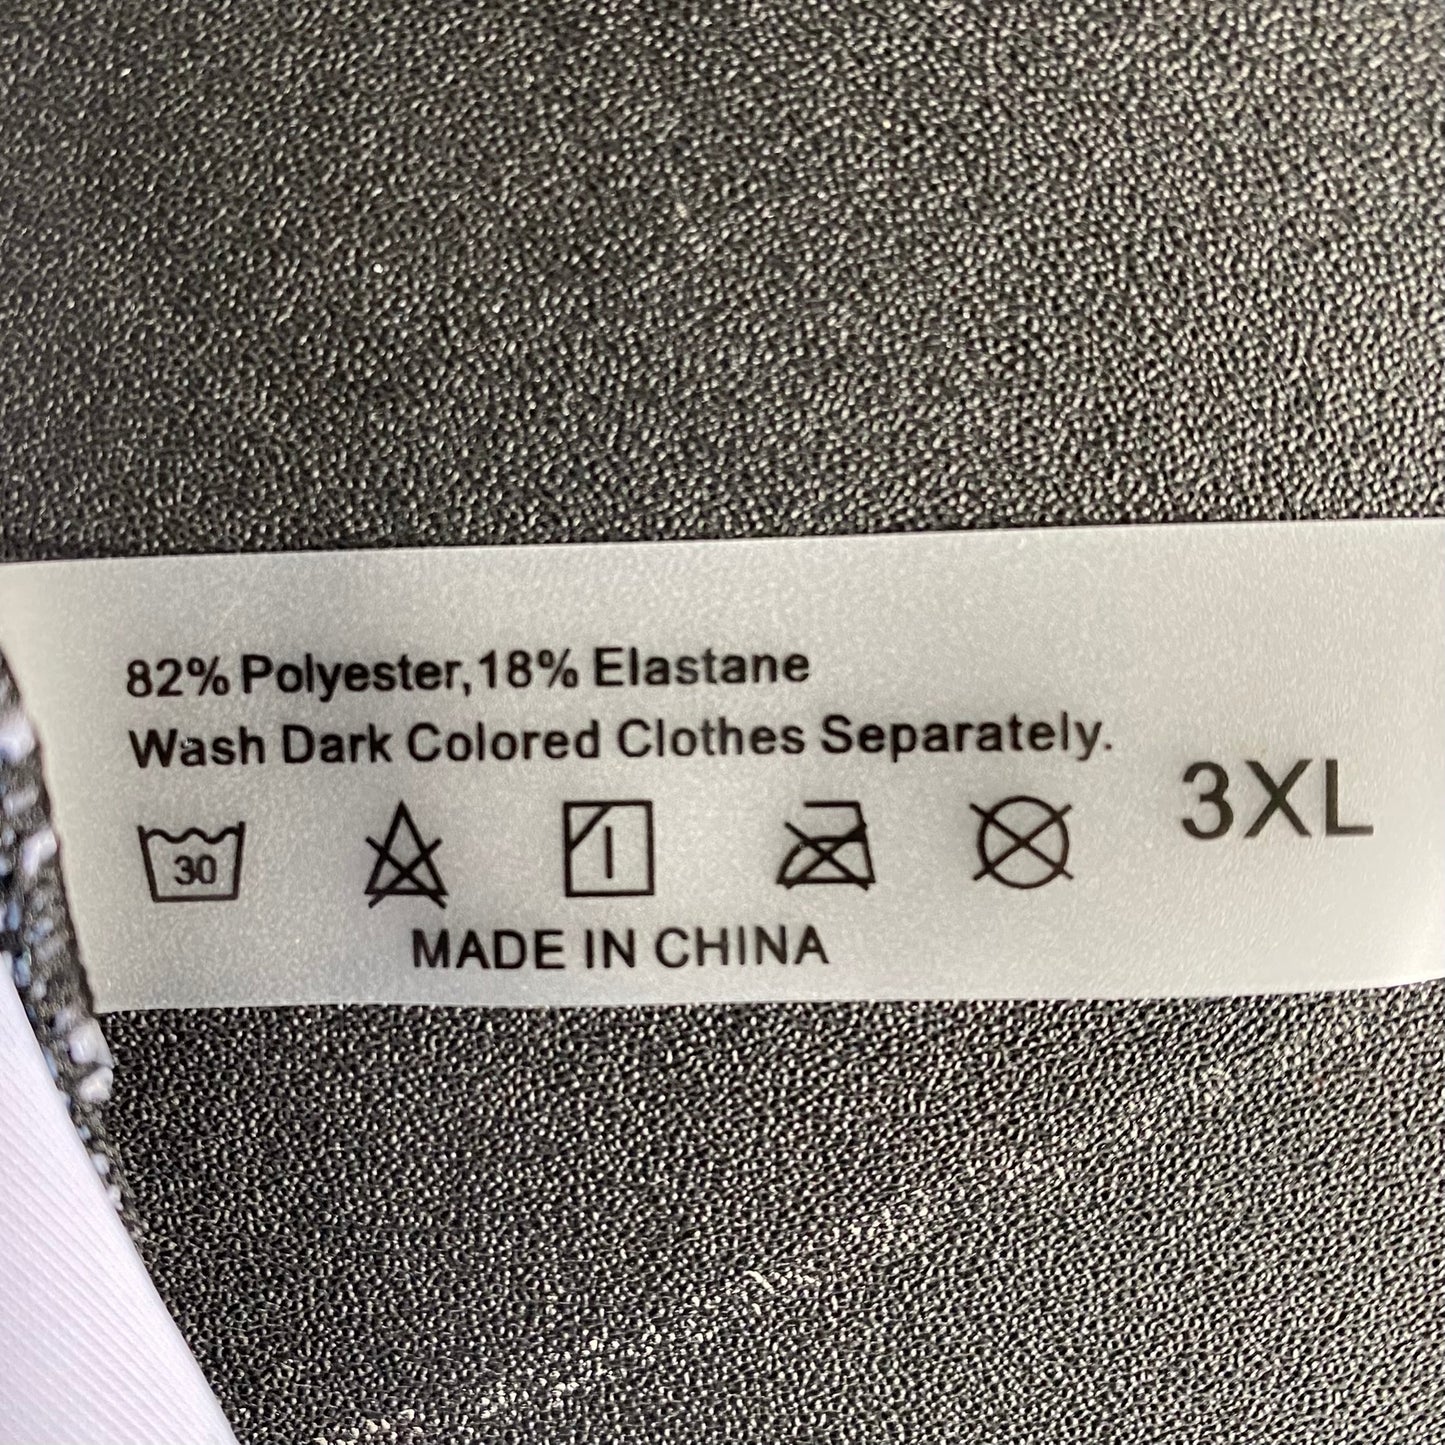 82% Polyester,18% Elastane
Wash Dark Colored Clothes Separately.
3XL
30
MADE IN CHINA